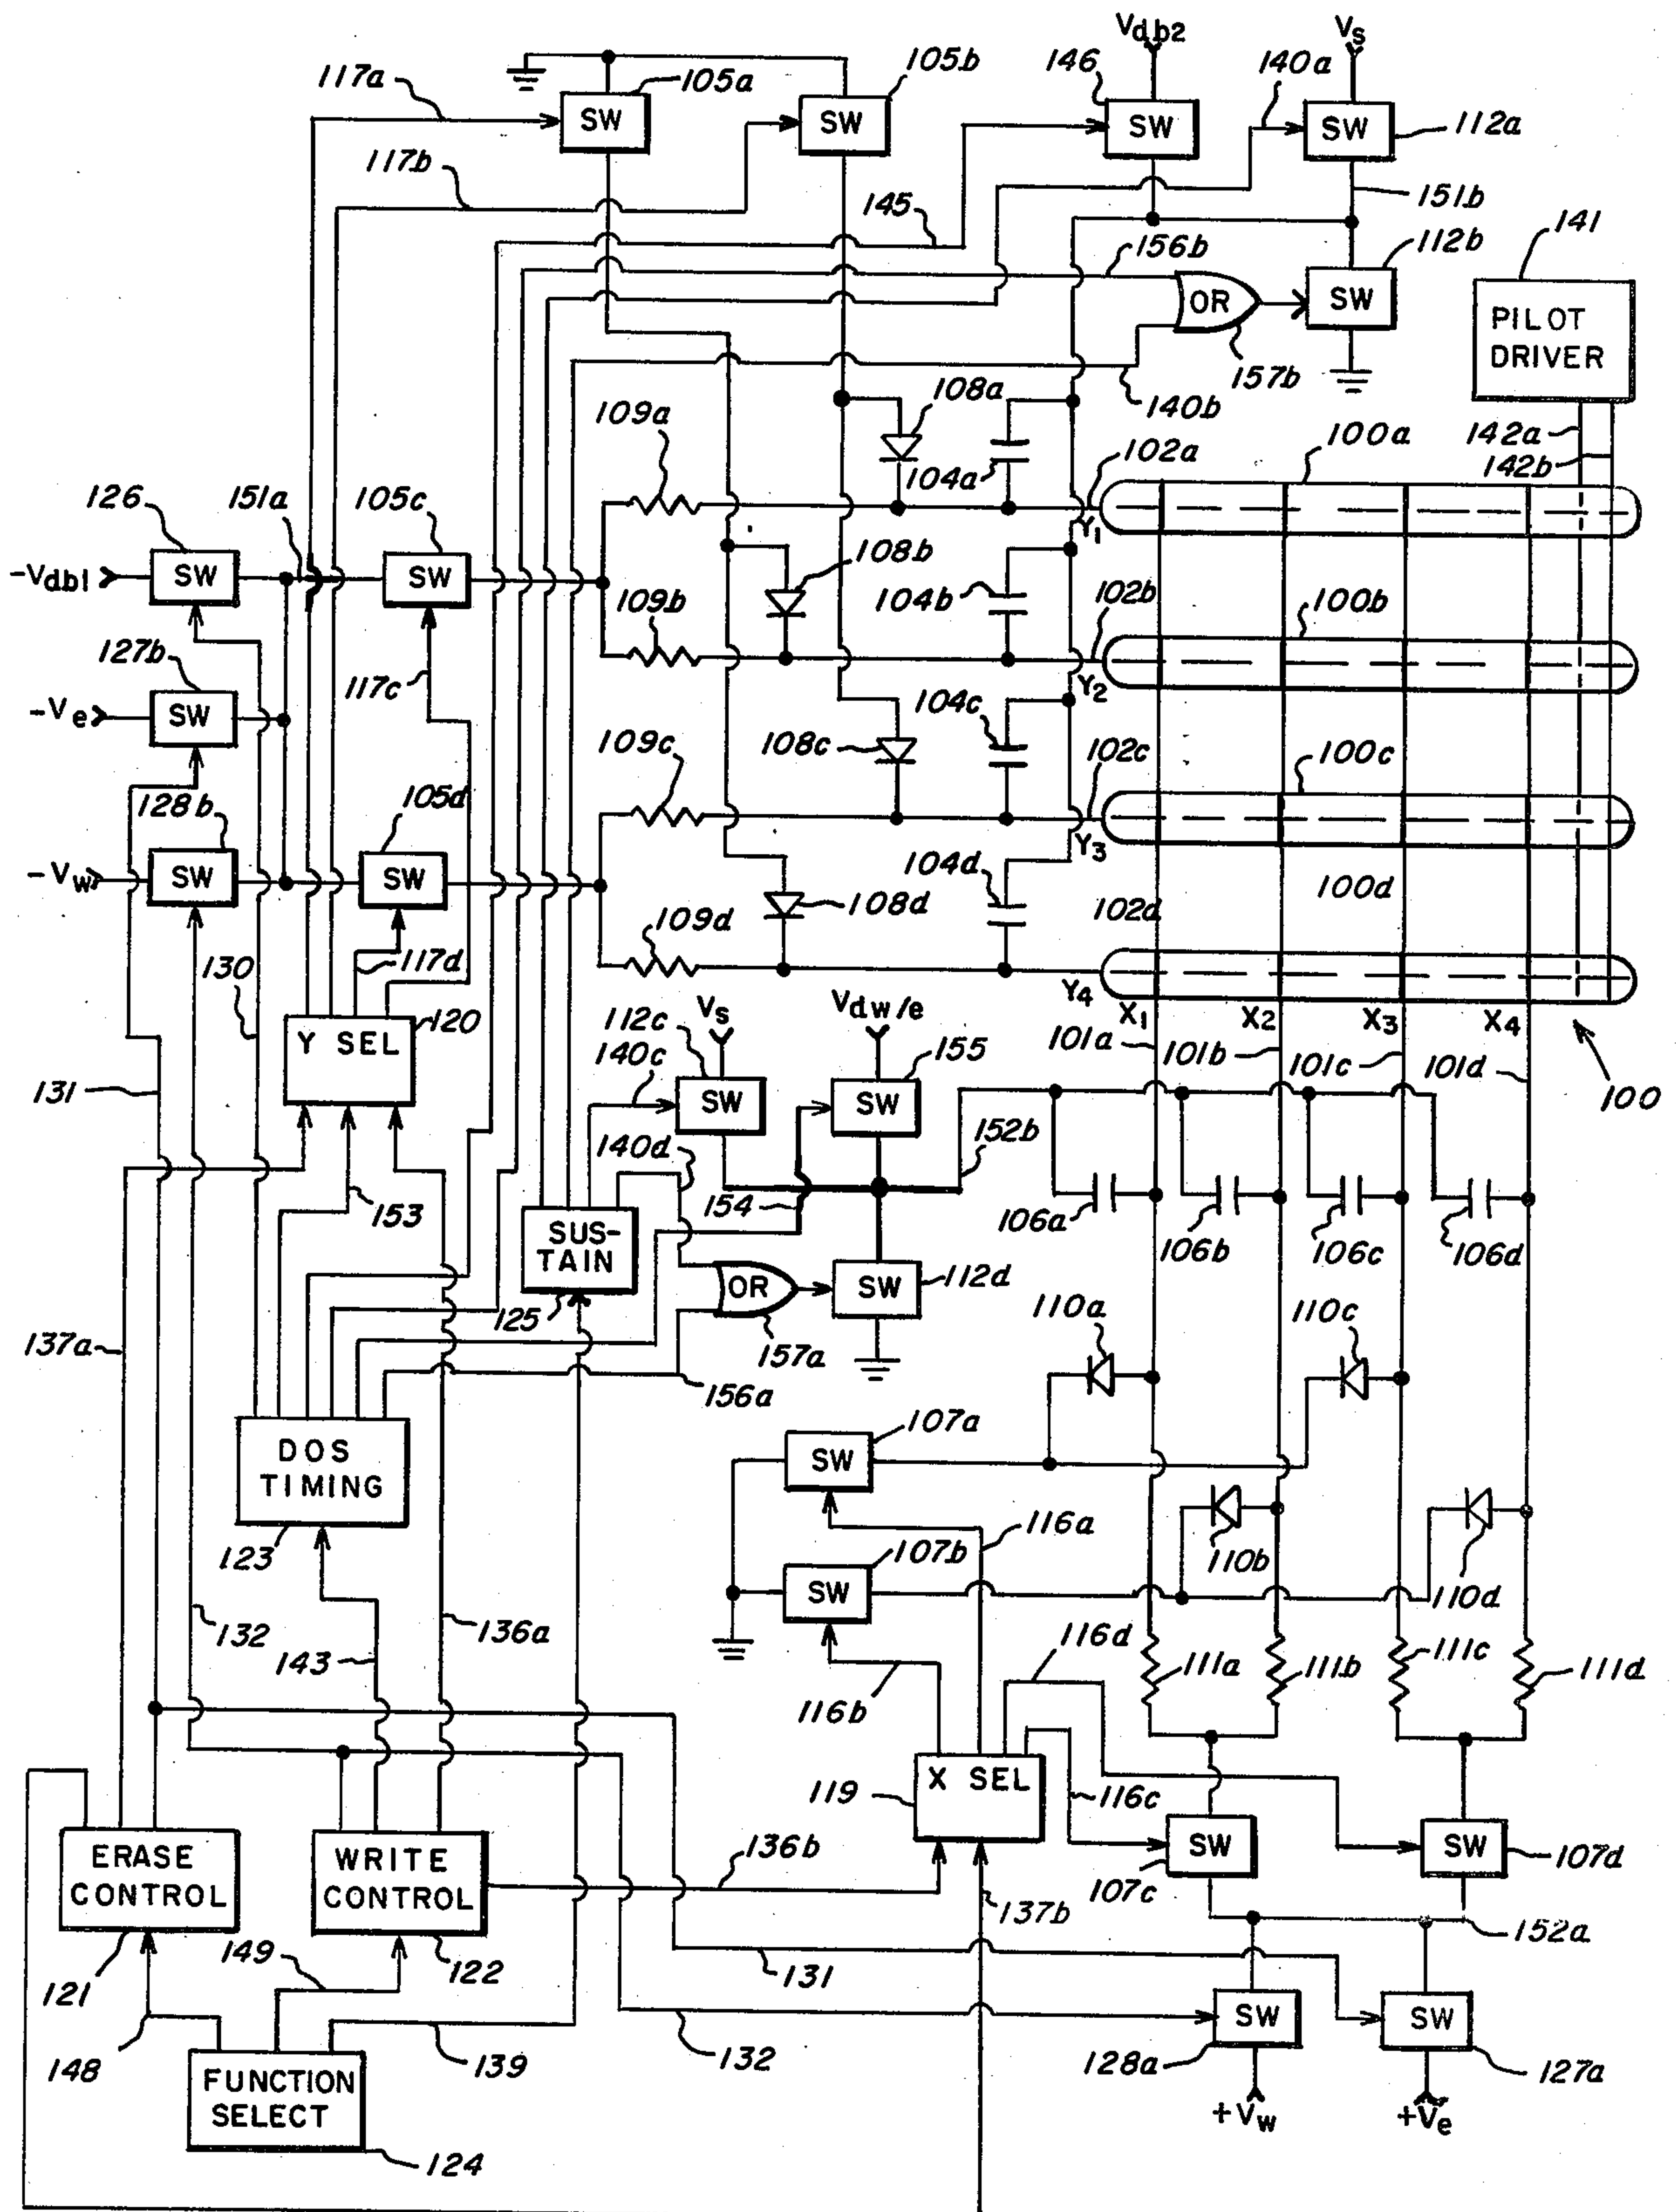 Vdb2
Vs
117a
105a
105b
146
140a
SW
SW
SW
SW
112a
117b
145
151b
156b
112b
141
OR
SW
PILOT
DRIVER
157b
140b
109a
108a
104a
102a
100a
142a
142b
126
151a
105c
Y1
-Vdb1
SW
SW
108b
104b
102b
100b
127b
109b
117c
Y2
-Ve
SW
109c
108c
104c
102c
100c
128b
105d
Y3
-Vw
SW
SW
104d
100d
109d
108d
102d
130
117d
Y4
X1
X2
X3
X4
120
Y SEL
112c
Vs
Vdw/e
140c
155
101a
101b
101c
101d
100
131
SW
SW
140d
152b
153
154
106a
106b
106c
106d
SUS-
TAIN
OR
SW
112d
125
157a
110a
110c
137a
156a
DOS
TIMING
107a
SW
116a
123
107b
110b
110d
SW
132
143
136a
116d
116b
111a
111b
111c
111d
X SEL
119
116c
ERASE
CONTROL
WRITE
CONTROL
136b
SW
SW
107d
107c
137b
152a
121
149
122
131
148
139
132
SW
SW
128a
127a
FUNCTION
SELECT
+Vw
+Ve
124